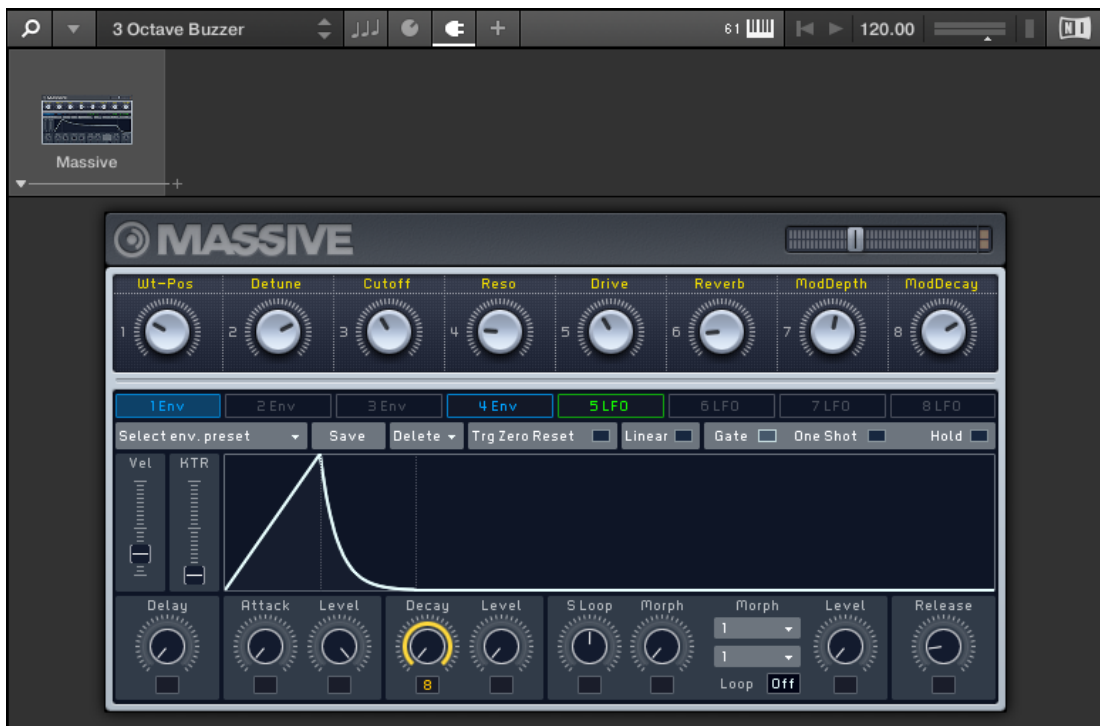 3 Octave Buzzer 61 120.00 NI
MASSIVE
Massive
MASSIVE
Wt-Pos Detune Cutoff Reso Drive Reverb ModDepth ModDecay
1 2 3 4 5 6 7 8
1 Env 2 Env 3 Env 4 Env 5 LFO 6 LFO 7 LFO 8 LFO
Select env. preset Save Delete Trg Zero Reset Linear Gate One Shot Hold
Vel KTR
Delay Attack Level Decay Level S Loop Morph Morph Level Release
1
1
8 Loop Off